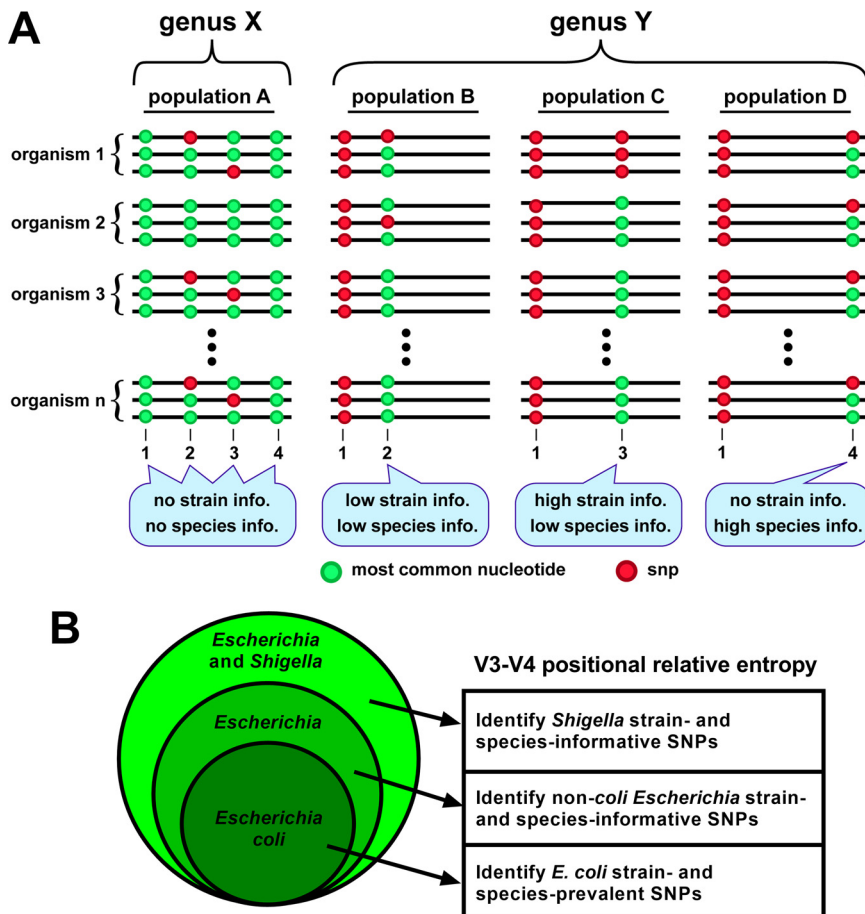 A
genus X
genus Y
population A
population B
population C
population D
organism 1
organism 2
organism 3
organism n
1 2 3 4 1 2 1 3 1 4
no strain info.
no species info.
low strain info.
low species info.
high strain info.
low species info.
no strain info.
high species info.
most common nucleotide
snp
B
Escherichia
and Shigella
Escherichia
Escherichia
coli
V3-V4 positional relative entropy
Identify Shigella strain- and
species-informative SNPs
Identify non-coli Escherichia strain-
and species-informative SNPs
Identify E. coli strain- and
species-prevalent SNPs